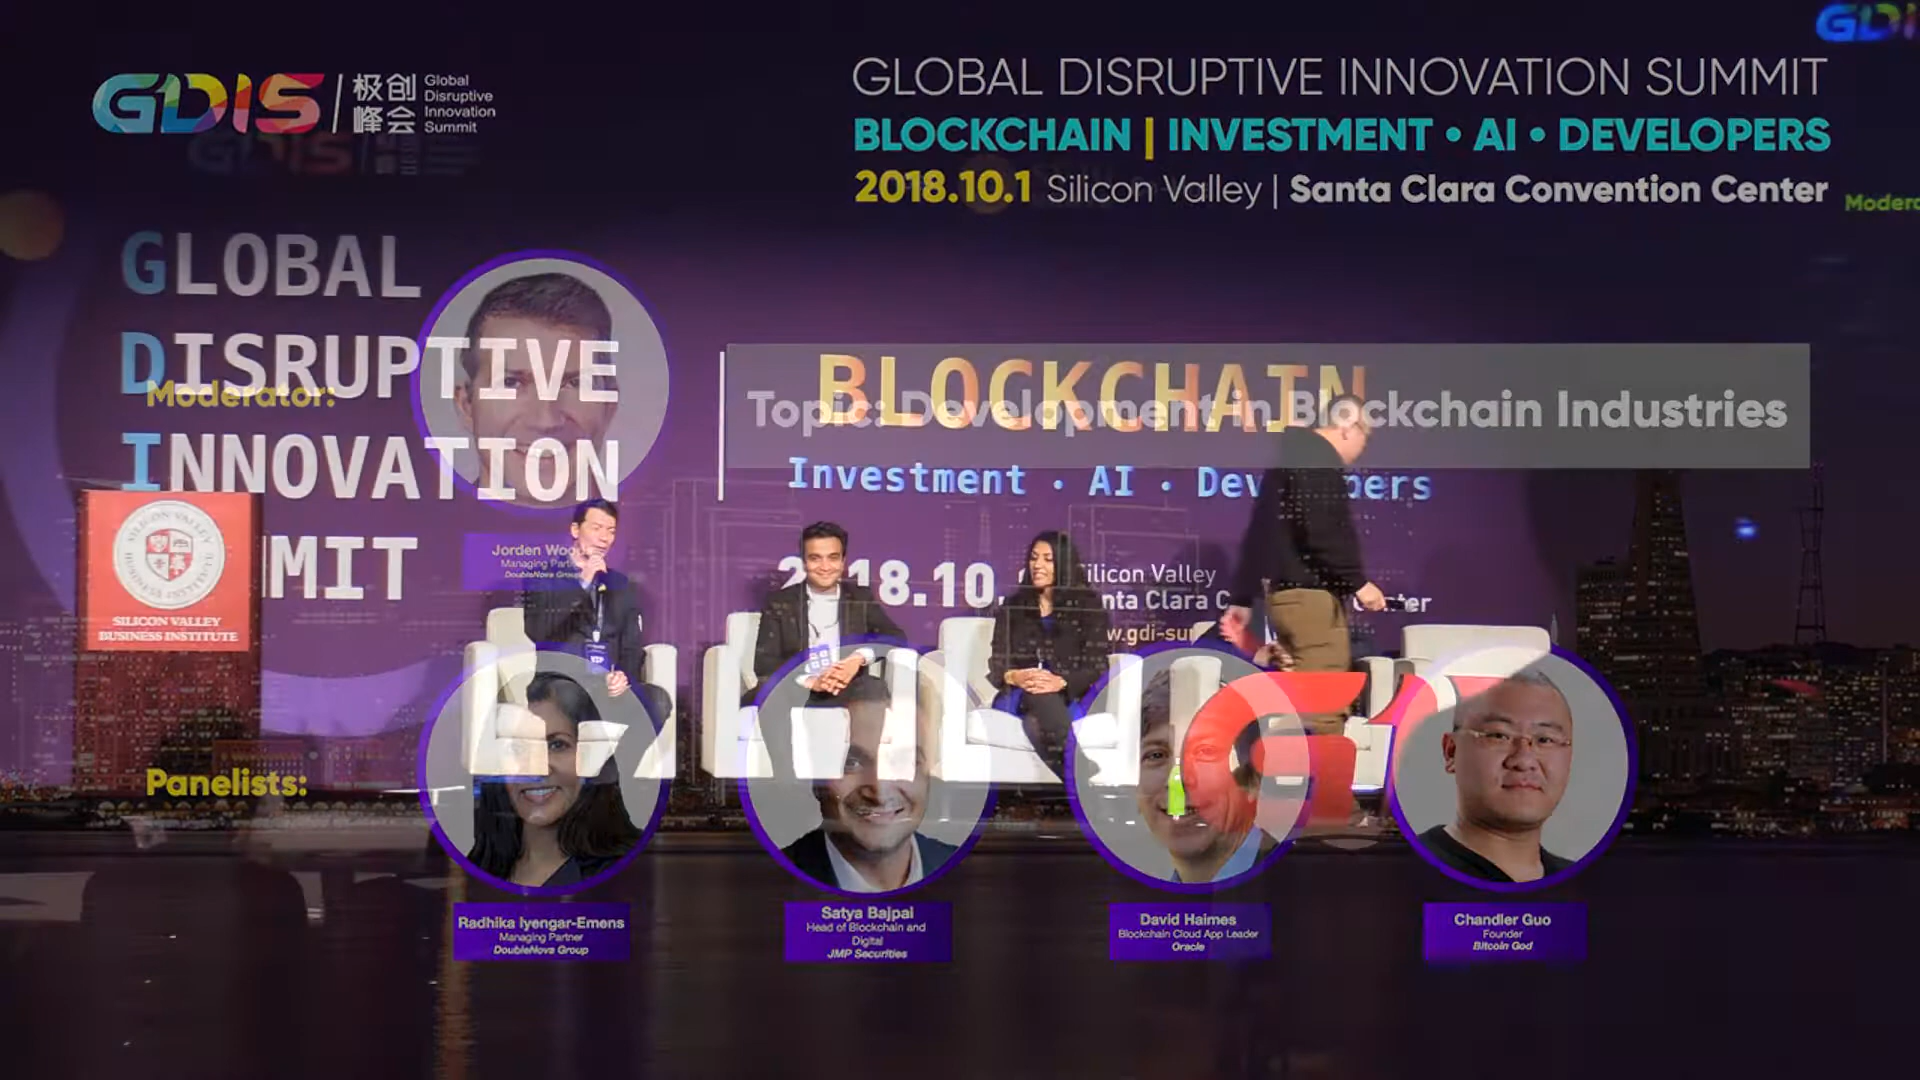 GDIS
极创
峰会
Global
Disruptive
Innovation
Summit
GLOBAL DISRUPTIVE INNOVATION SUMMIT
BLOCKCHAIN | INVESTMENT • AI • DEVELOPERS
2018.10.1 Silicon Valley | Santa Clara Convention Center
GLOBAL
DISRUPTIVE
INNOVATION
BLOCKCHAIN
Investment · AI ·
Topic: Development in Blockchain Industries
Moderator:
Jorden
Managing
DoubleNova Group
SILICON VALLEY
BUSINESS INSTITUTE
Silicon Valley
VIP
Panelists:
Radhika Iyengar-Emens
Managing Partner
DoubleNova Group
Satya Bajpai
Head of Blockchain and
Digital
JMP Securities
David Haimes
Blockchain Cloud App Leader
Oracle
Chandler Guo
Founder
Bitcoin God